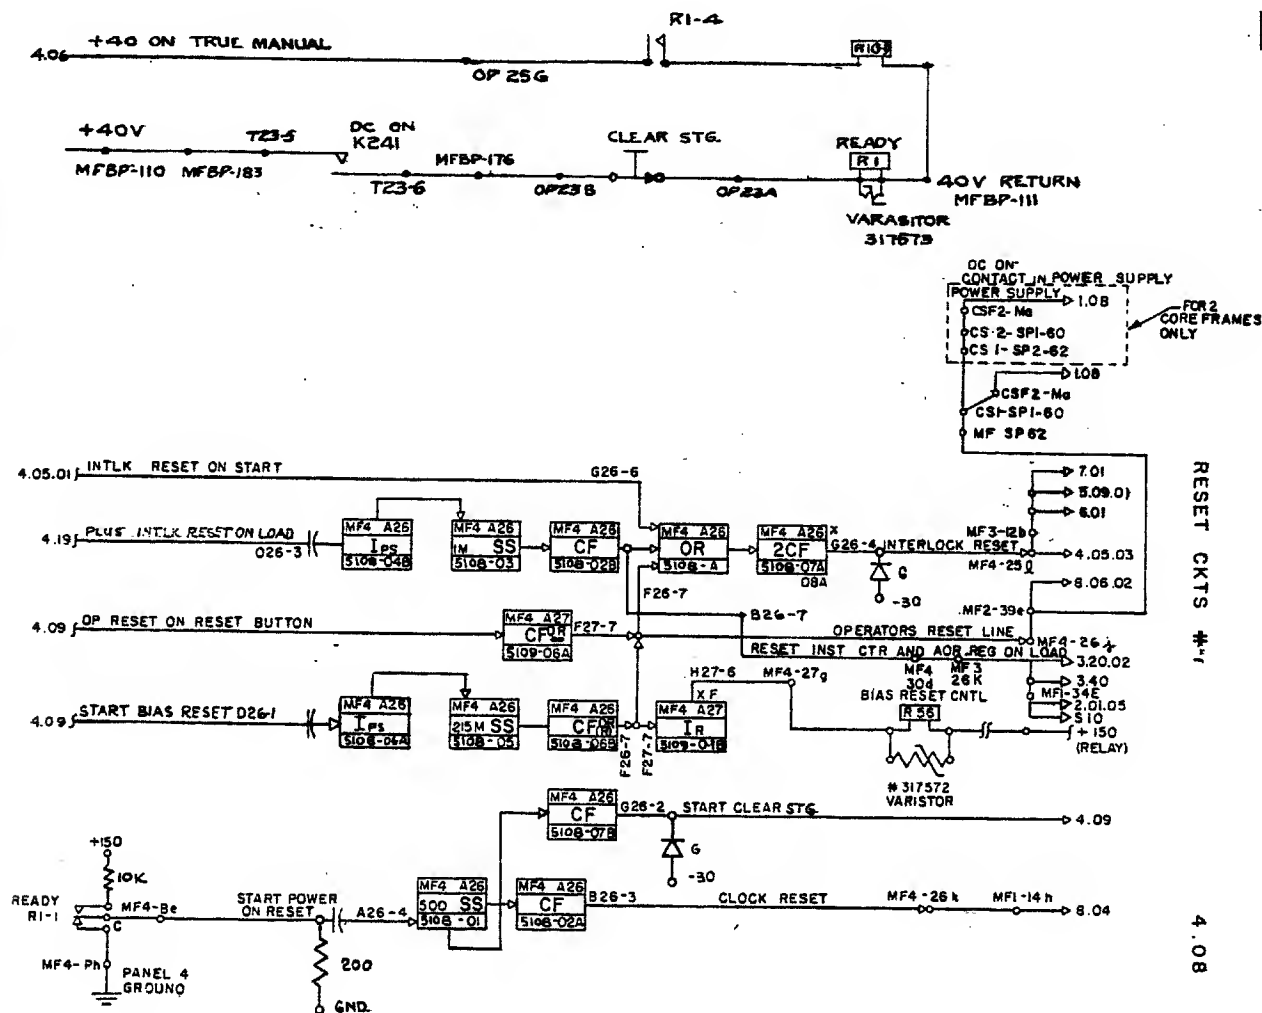 R1-4
+40 ON TRUE MANUAL
4.06
OP 25G
+40V
T23-5
DC ON
K241
CLEAR STG.
READY
R1
MFBP-110
MFBP-183
MFBP-176
T23-6
OP23B
OP23A
40V RETURN
MFBP-111
VARASITOR
317573
DC ON
CONTACT IN POWER SUPPLY
POWER SUPPLY
1.08
CSF2-Ma
CS 2-SP1-60
CS 1-SP2-62
FOR 2
CORE FRAMES
ONLY
1.08
CSF2-Ma
CS1-SP1-60
MF SP62
4.05.01
INTLK RESET ON START
G26-6
7.01
5.09.01
6.01
MF3-12b
4.19
PLUS INTLK RESET ON LOAD
D26-3
MF4 A26
IPS
5108-04B
MF4 A26
1M SS
5108-03
MF4 A26
CF
5108-02B
MF4 A26
OR
5108-A
MF4 A26 X
2CF
5108-07A
08A
G26-4
INTERLOCK RESET
MF4-25
4.05.03
G
-30
F26-7
B26-7
8.06.02
MF2-39e
4.09
OP RESET ON RESET BUTTON
MF4 A27
CF OR
5109-06A
F27-7
OPERATORS RESET LINE
MF4-26j
RESET INST CTR AND ADR REG ON LOAD
3.20.02
MF4
30d
MF3
26K
H27-6
MF4-27g
BIAS RESET CNTL
R56
3.40
MF1-34E
2.01.05
5.10
+150
(RELAY)
4.09
START BIAS RESET D26-1
MF4 A26
IPS
5108-06A
MF4 A26
215M SS
5108-05
MF4 A26
CF OR
5108-06B
F26-7
F27-7
X F
MF4 A27
IR
5109-04B
#317572
VARISTOR
MF4 A26
CF
5108-07B
G26-2
START CLEAR STG
4.09
G
-30
+150
10K
READY
R1-1
MF4-Be
C
START POWER
ON RESET
A26-4
MF4 A26
500 SS
5108-01
MF4 A26
CF
5108-02A
B26-3
CLOCK RESET
MF4-26k
MF1-14h
8.04
MF4-Ph
PANEL 4
GROUND
200
GND.
RESET CKTS
4.08